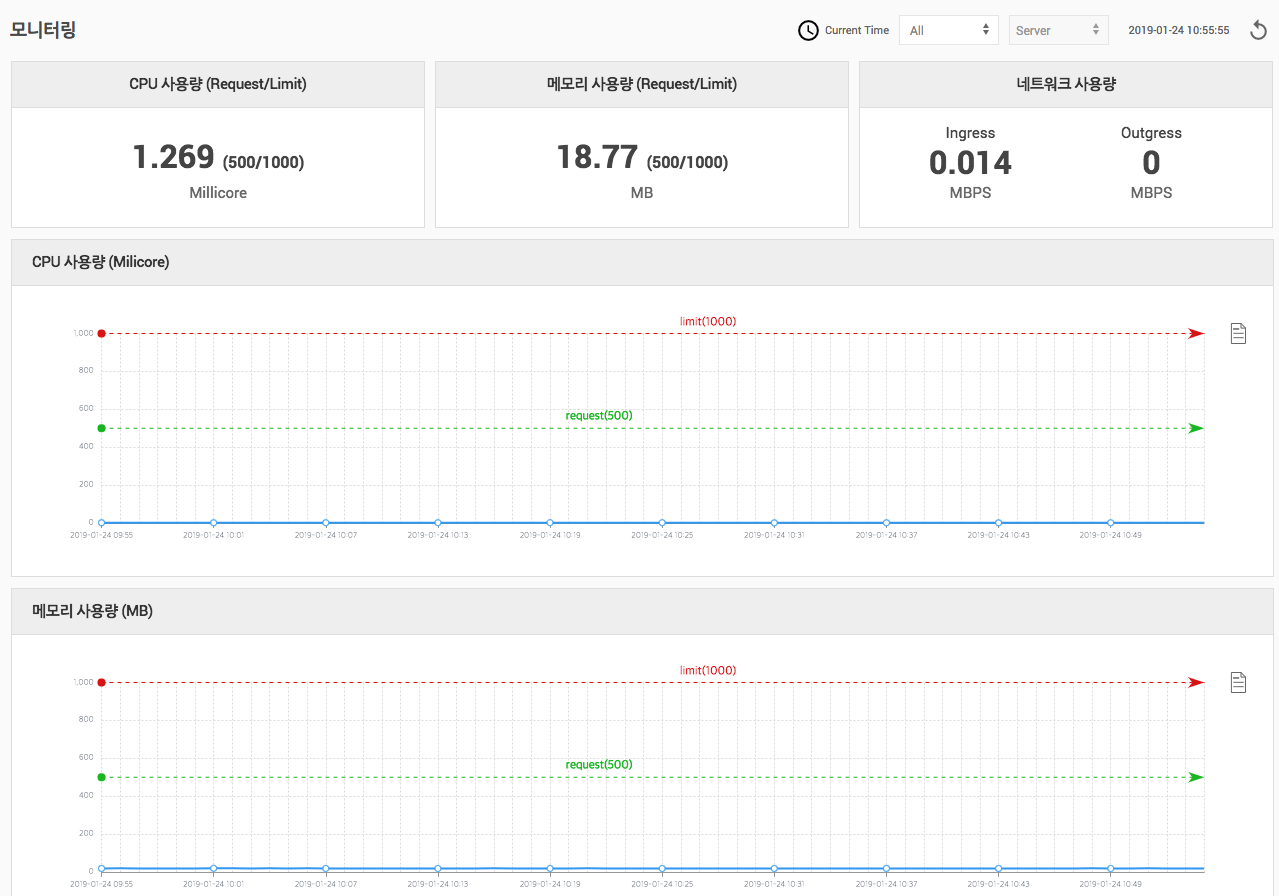 모니터링
Current Time All Server 2019-01-24 10:55:55
CPU 사용량 (Request/Limit)
1.269 (500/1000)
Millicore
메모리 사용량 (Request/Limit)
18.77 (500/1000)
MB
네트워크 사용량
Ingress Outgress
0.014 0
MBPS MBPS
CPU 사용량 (Milicore)
limit(1000)
1,000
800
600
request(500)
400
200
0
2019-01-24 09:55 2019-01-24 10:01 2019-01-24 10:07 2019-01-24 10:13 2019-01-24 10:19 2019-01-24 10:25 2019-01-24 10:31 2019-01-24 10:37 2019-01-24 10:43 2019-01-24 10:49
메모리 사용량 (MB)
limit(1000)
1,000
800
600
request(500)
400
200
0
2019-01-24 09:55 2019-01-24 10:01 2019-01-24 10:07 2019-01-24 10:13 2019-01-24 10:19 2019-01-24 10:25 2019-01-24 10:31 2019-01-24 10:37 2019-01-24 10:43 2019-01-24 10:49